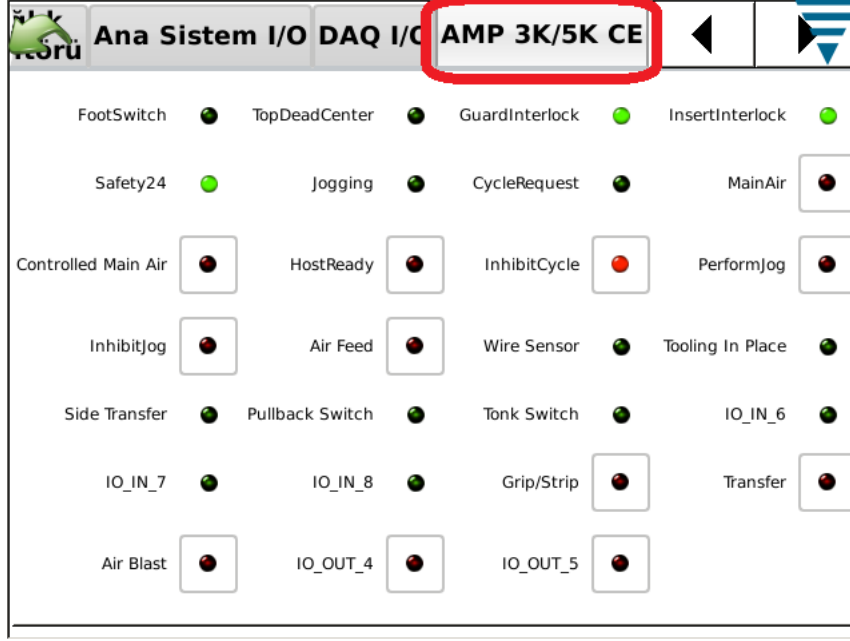 Ana Sistem I/O DAQ I/O AMP 3K/5K CE
FootSwitch TopDeadCenter GuardInterlock InsertInterlock
Safety24 Jogging CycleRequest MainAir
Controlled Main Air HostReady InhibitCycle PerformJog
InhibitJog Air Feed Wire Sensor Tooling In Place
Side Transfer Pullback Switch Tonk Switch IO_IN_6
IO_IN_7 IO_IN_8 Grip/Strip Transfer
Air Blast IO_OUT_4 IO_OUT_5